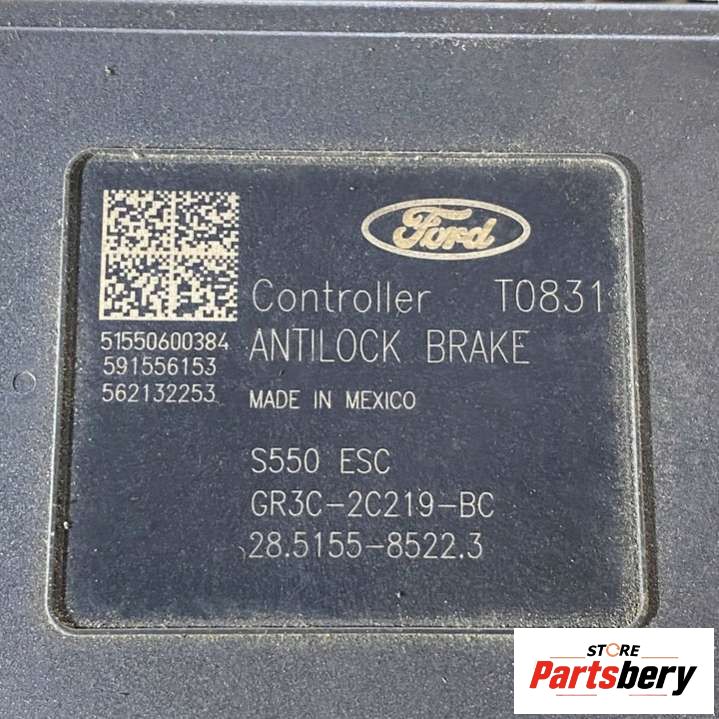 Ford
Controller T0831
51550600384
ANTILOCK BRAKE
591556153
562132253
MADE IN MEXICO
S550 ESC
GR3C-2C219-BC
28.5155-8522.3
STORE
Partsbery